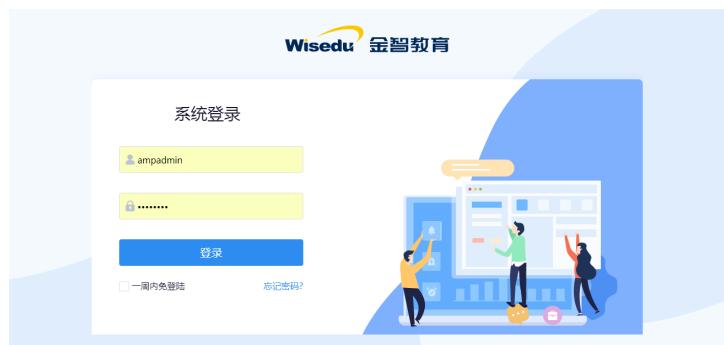 Wisedu 金智教育
系统登录
ampadmin
••••••••
登录
一周内免登陆
忘记密码?